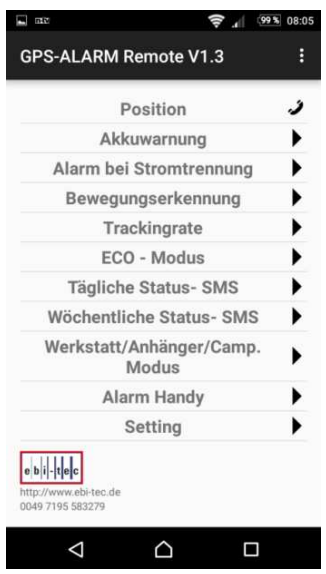 99 % 08:05
GPS-ALARM Remote V1.3
Position
Akkuwarnung
Alarm bei Stromtrennung
Bewegungserkennung
Trackingrate
ECO - Modus
Tägliche Status- SMS
Wöchentliche Status- SMS
Werkstatt/Anhänger/Camp.
Modus
Alarm Handy
Setting
ebi-tec
http://www.ebi-tec.de
0049 7195 583279